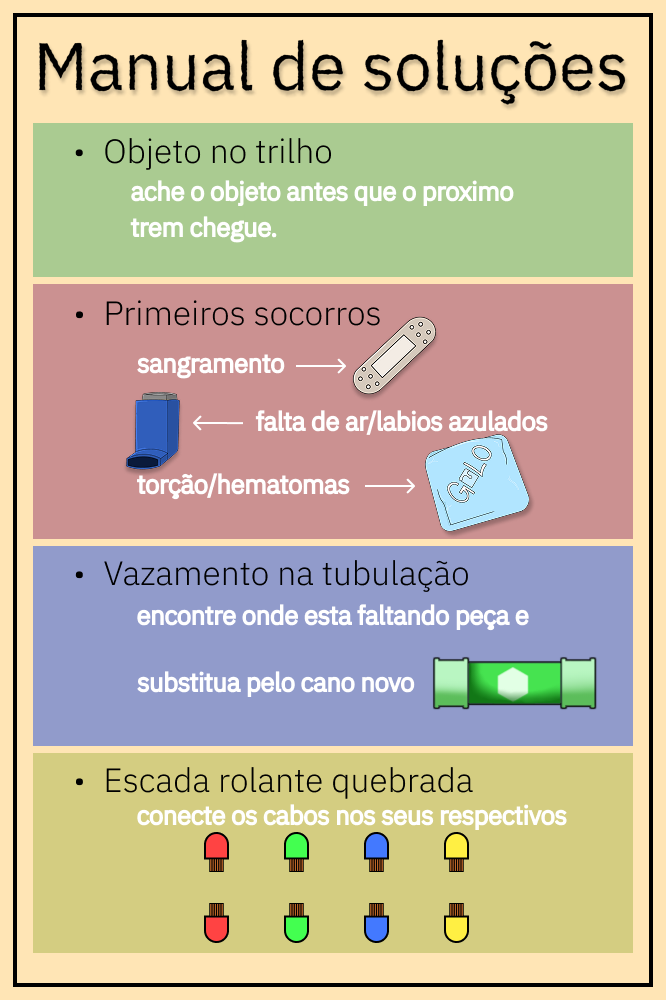 Manual de soluções
• Objeto no trilho
ache o objeto antes que o proximo
trem chegue.
• Primeiros socorros
sangramento
falta de ar/labios azulados
torção/hematomas
GELO
• Vazamento na tubulação
encontre onde esta faltando peça e
substitua pelo cano novo
• Escada rolante quebrada
conecte os cabos nos seus respectivos